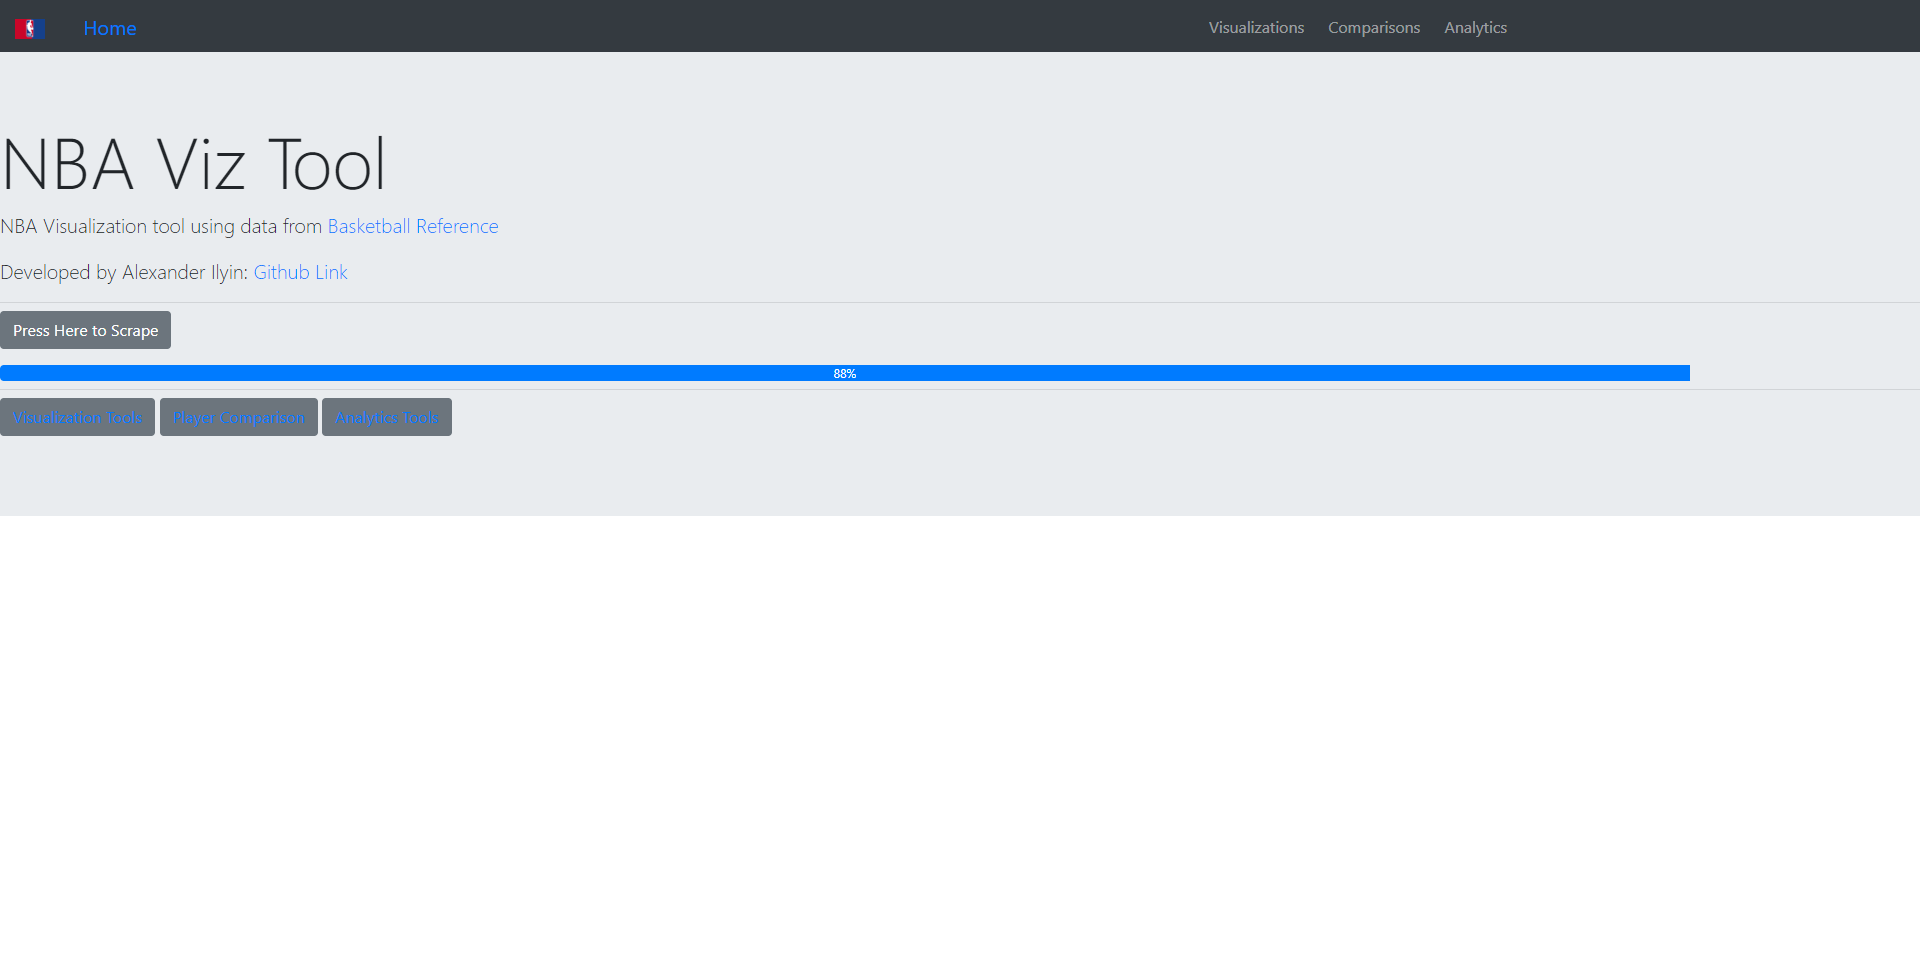 Home Visualizations Comparisons Analytics
NBA Viz Tool
NBA Visualization tool using data from Basketball Reference
Developed by Alexander Ilyin: Github Link
Press Here to Scrape
88%
Visualization Tools Player Comparison Analytics Tools